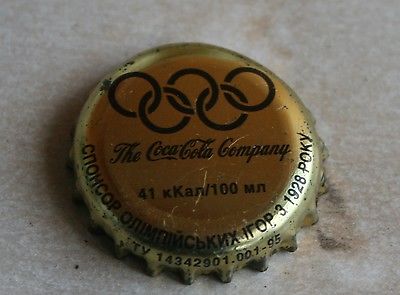 The Coca-Cola Company
41 кКал/100 мл
СПОНСОР ОЛІМПІЙСЬКИХ ІГОР З 1928 РОКУ
ТУ 14342901.001-95